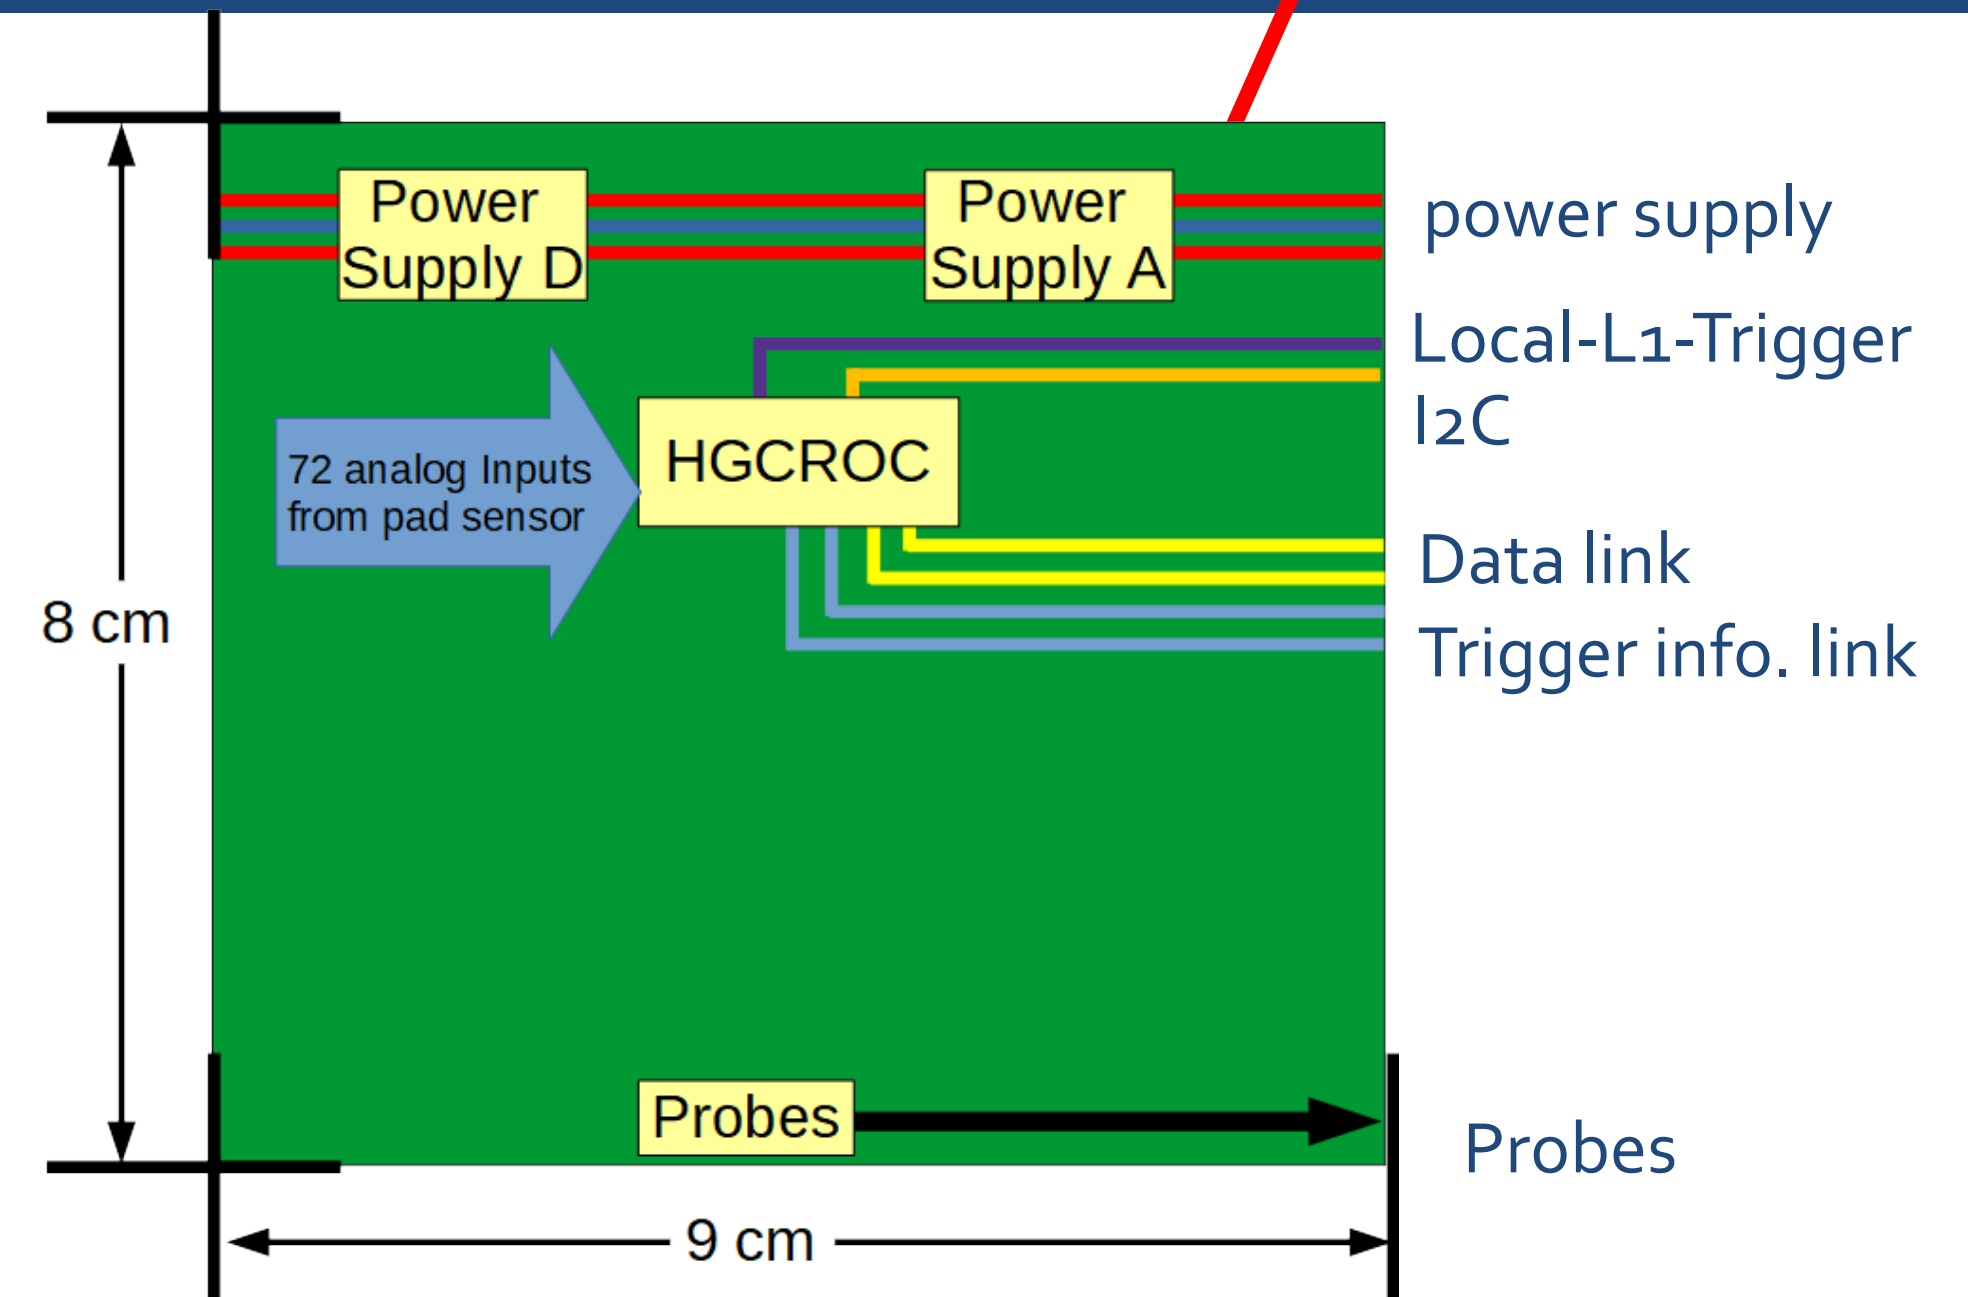 Power
Supply D
Power
Supply A
power supply
Local-L1-Trigger
I2C
72 analog Inputs
from pad sensor
HGCROC
Data link
Trigger info. link
8 cm
Probes
Probes
9 cm